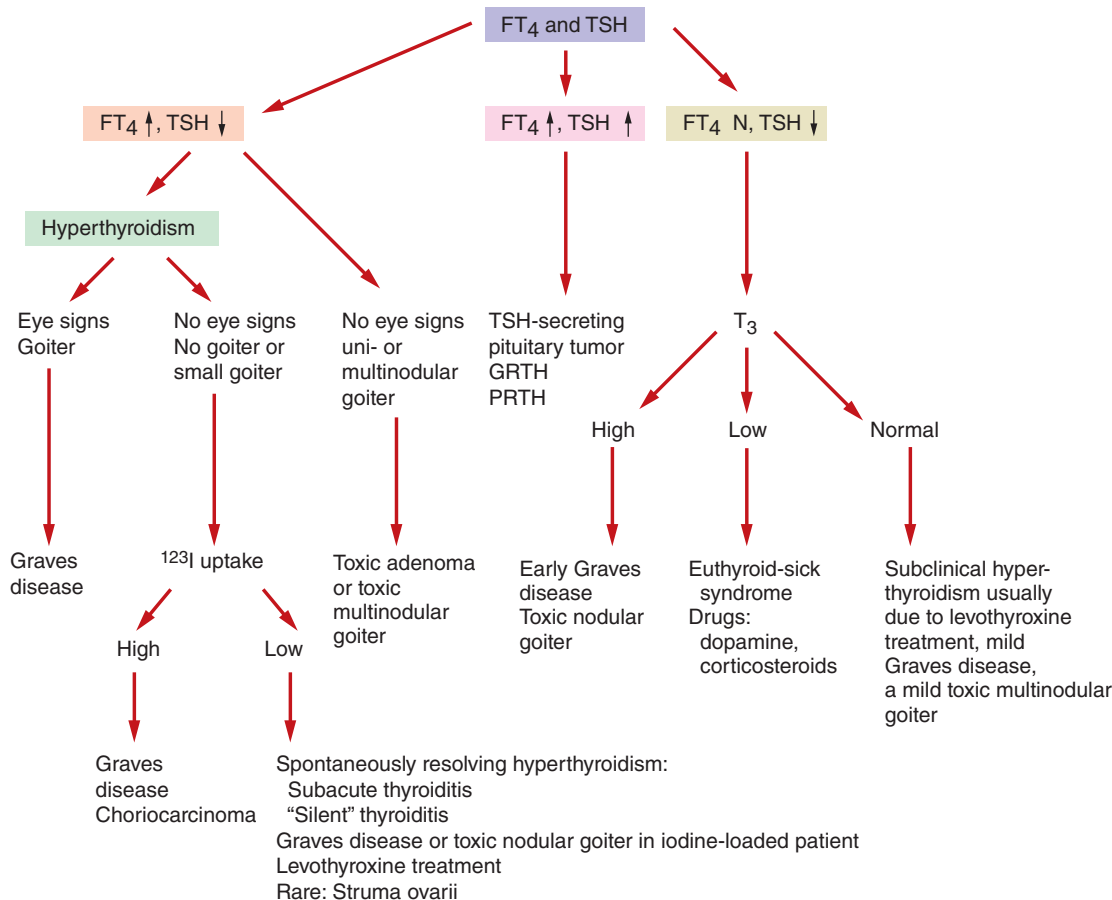 FT4 and TSH
FT4 ↑, TSH ↓
FT4 ↑, TSH ↑
FT4 N, TSH ↓
Hyperthyroidism
Eye signs
Goiter
No eye signs
No goiter or
small goiter
No eye signs
uni- or
multinodular
goiter
TSH-secreting
pituitary tumor
GRTH
PRTH
T3
High
Low
Normal
Graves
disease
123I uptake
Toxic adenoma
or toxic
multinodular
goiter
Early Graves
disease
Toxic nodular
goiter
Euthyroid-sick
syndrome
Drugs:
dopamine,
corticosteroids
Subclinical hyper-
thyroidism usually
due to levothyroxine
treatment, mild
Graves disease,
a mild toxic multinodular
goiter
High
Low
Graves
disease
Choriocarcinoma
Spontaneously resolving hyperthyroidism:
Subacute thyroiditis
“Silent” thyroiditis
Graves disease or toxic nodular goiter in iodine-loaded patient
Levothyroxine treatment
Rare: Struma ovarii